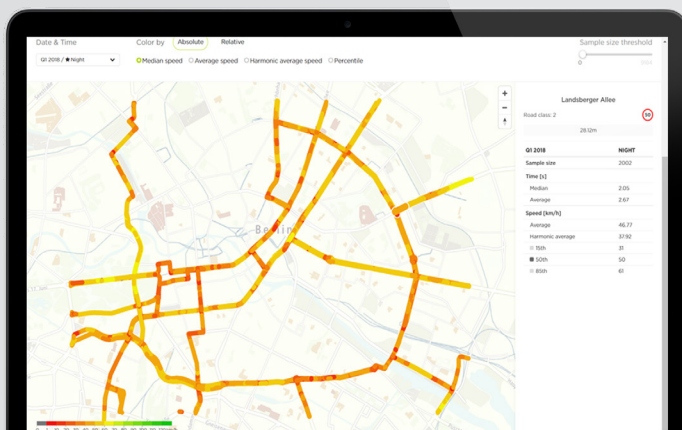 Date & Time
Color by Absolute Relative
Sample size threshold
Q1 2018 / ★Night
Median speed Average speed Harmonic average speed Percentile
0
Landsberger Allee
Road class: 2
50
28.12m
Q1 2018 NIGHT
Sample size 2002
Time [s]
Median 2.05
Average 2.67
Speed [km/h]
Average 46.77
Harmonic average 37.92
15th 31
50th 50
85th 61
Berlin